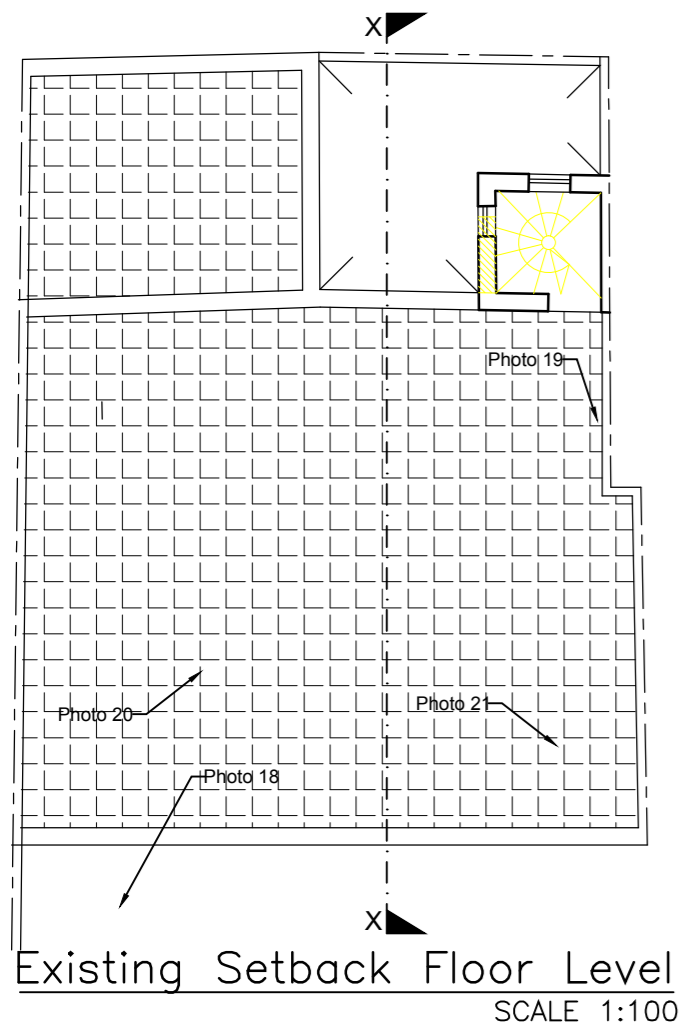 X
Photo 19
Photo 20
Photo 21
Photo 18
X
Existing Setback Floor Level
SCALE 1:100